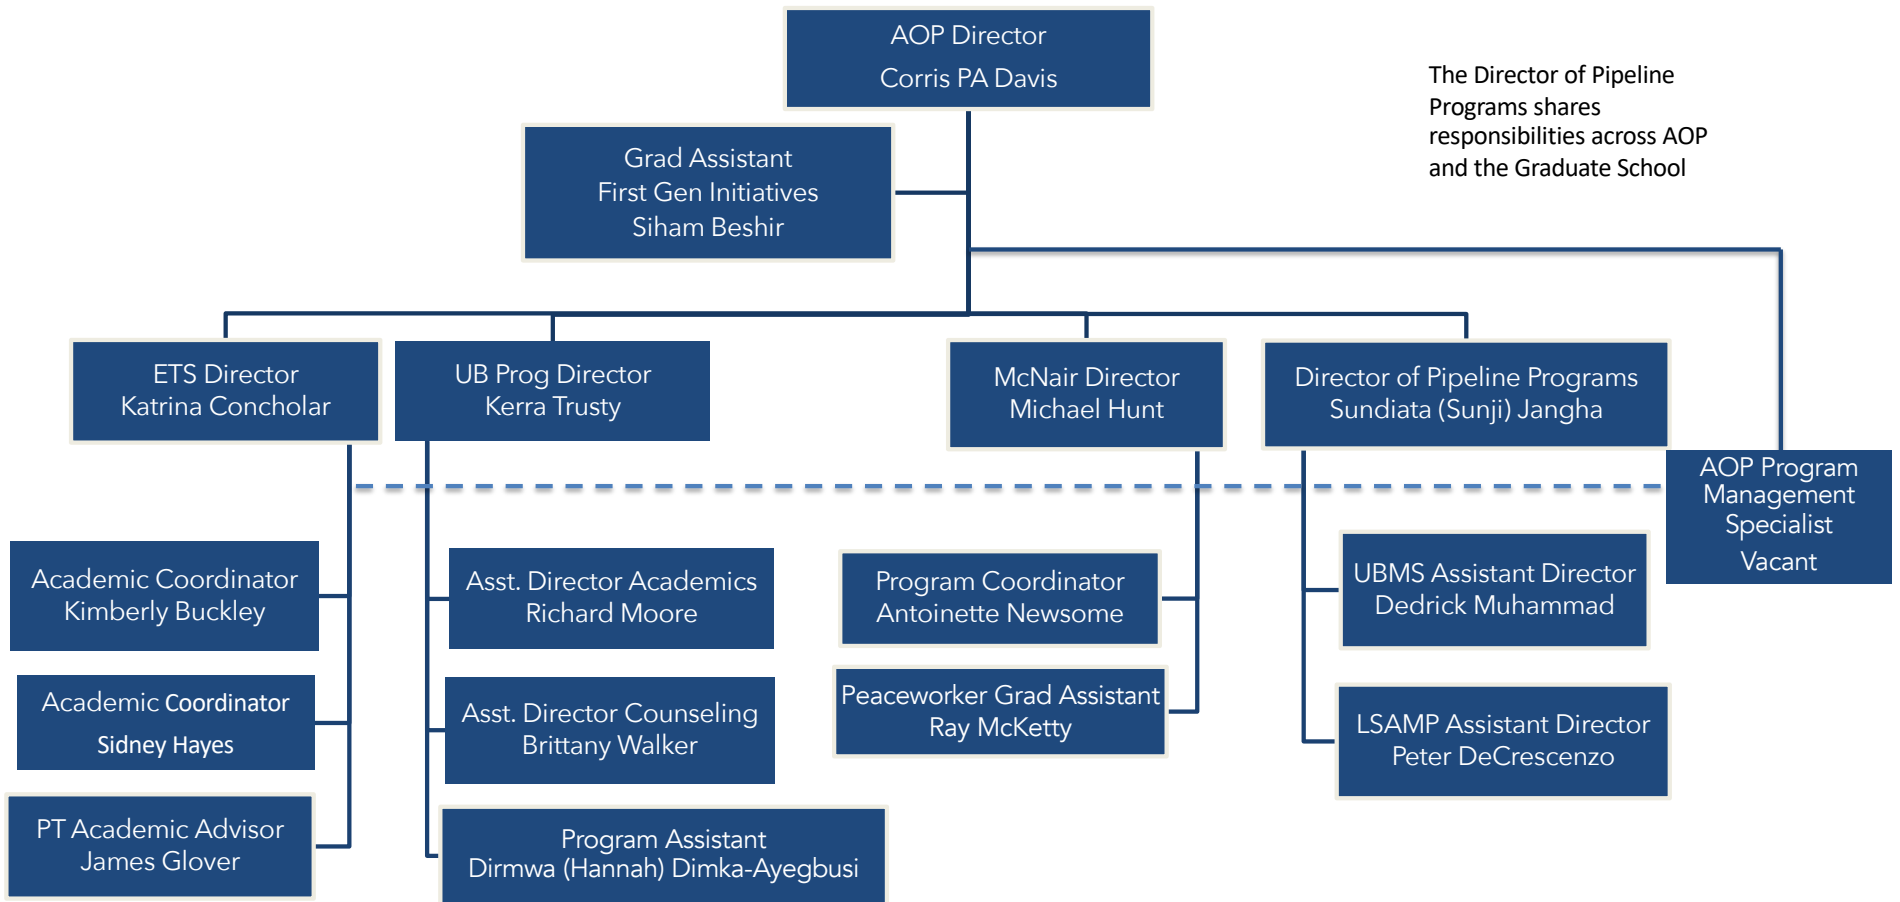 AOP Director
Corris PA Davis
The Director of Pipeline
Programs shares
responsibilities across AOP
and the Graduate School
Grad Assistant
First Gen Initiatives
Siham Beshir
ETS Director
Katrina Concholar
UB Prog Director
Kerra Trusty
McNair Director
Michael Hunt
Director of Pipeline Programs
Sundiata (Sunji) Jangha
AOP Program
Management
Specialist
Vacant
Academic Coordinator
Kimberly Buckley
Asst. Director Academics
Richard Moore
Program Coordinator
Antoinette Newsome
UBMS Assistant Director
Dedrick Muhammad
Academic Coordinator
Sidney Hayes
Asst. Director Counseling
Brittany Walker
Peaceworker Grad Assistant
Ray McKetty
LSAMP Assistant Director
Peter DeCrescenzo
PT Academic Advisor
James Glover
Program Assistant
Dirmwa (Hannah) Dimka-Ayegbusi